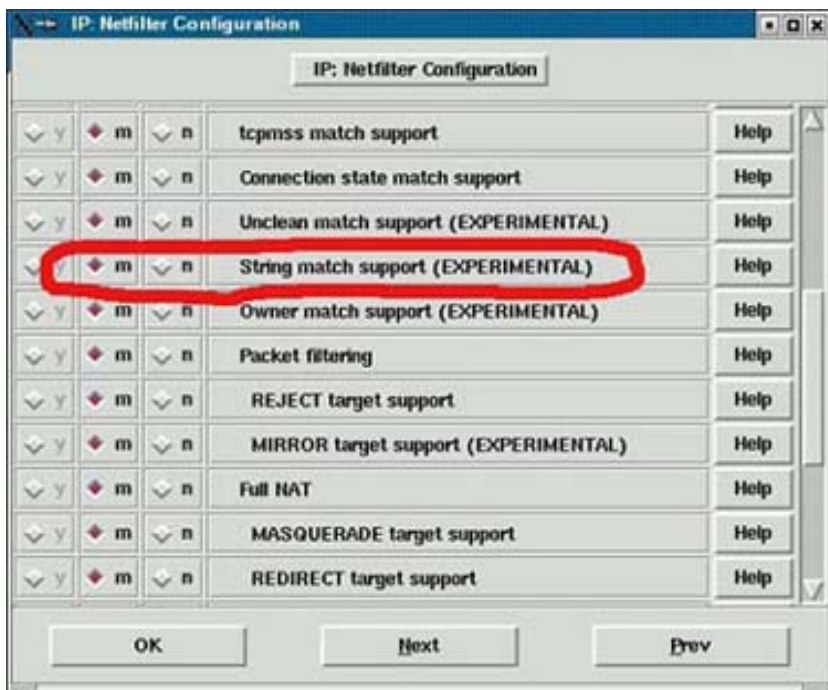 IP: Netfilter Configuration
IP: Netfilter Configuration
y m n tcpmss match support Help
y m n Connection state match support Help
y m n Unclean match support (EXPERIMENTAL) Help
y m n String match support (EXPERIMENTAL) Help
y m n Owner match support (EXPERIMENTAL) Help
y m n Packet filtering Help
y m n REJECT target support Help
y m n MIRROR target support (EXPERIMENTAL) Help
y m n Full NAT Help
y m n MASQUERADE target support Help
y m n REDIRECT target support Help
OK Next Prev